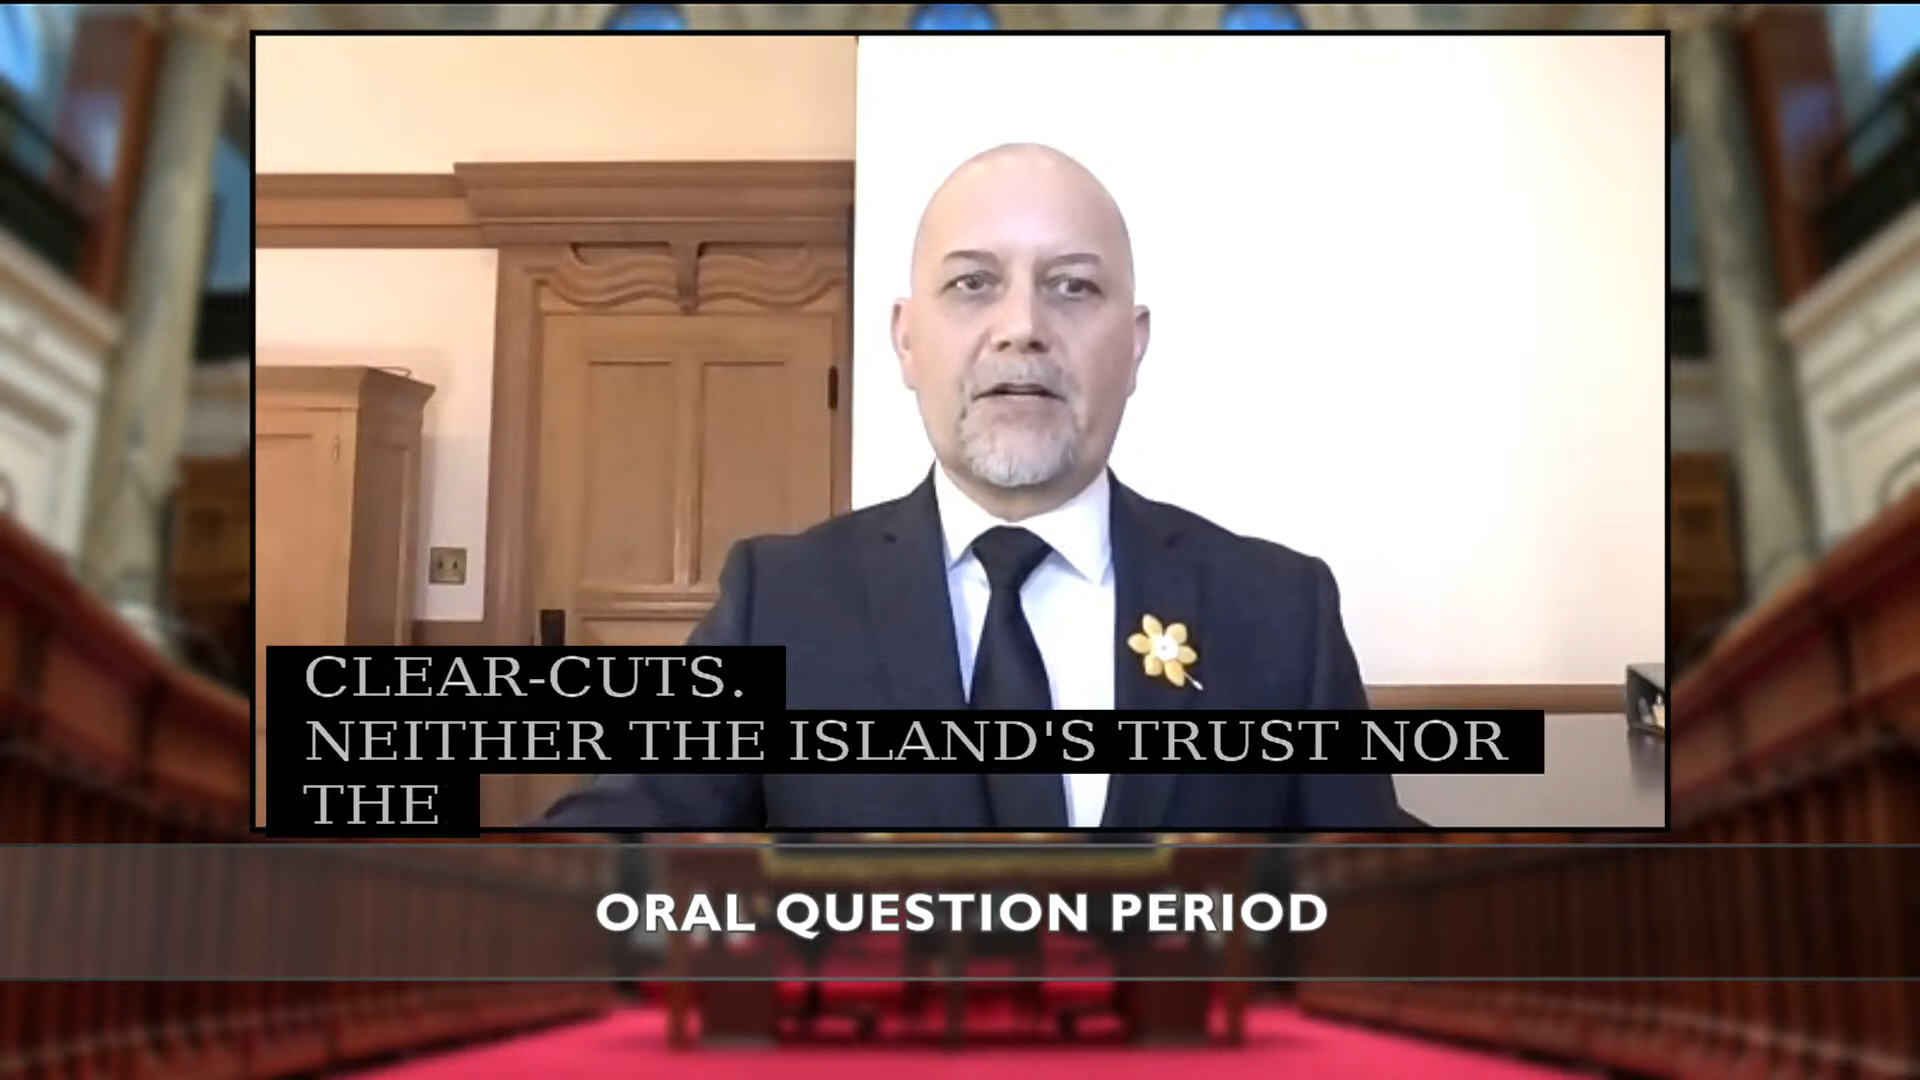 CLEAR-CUTS.
NEITHER THE ISLAND'S TRUST NOR
THE
ORAL QUESTION PERIOD